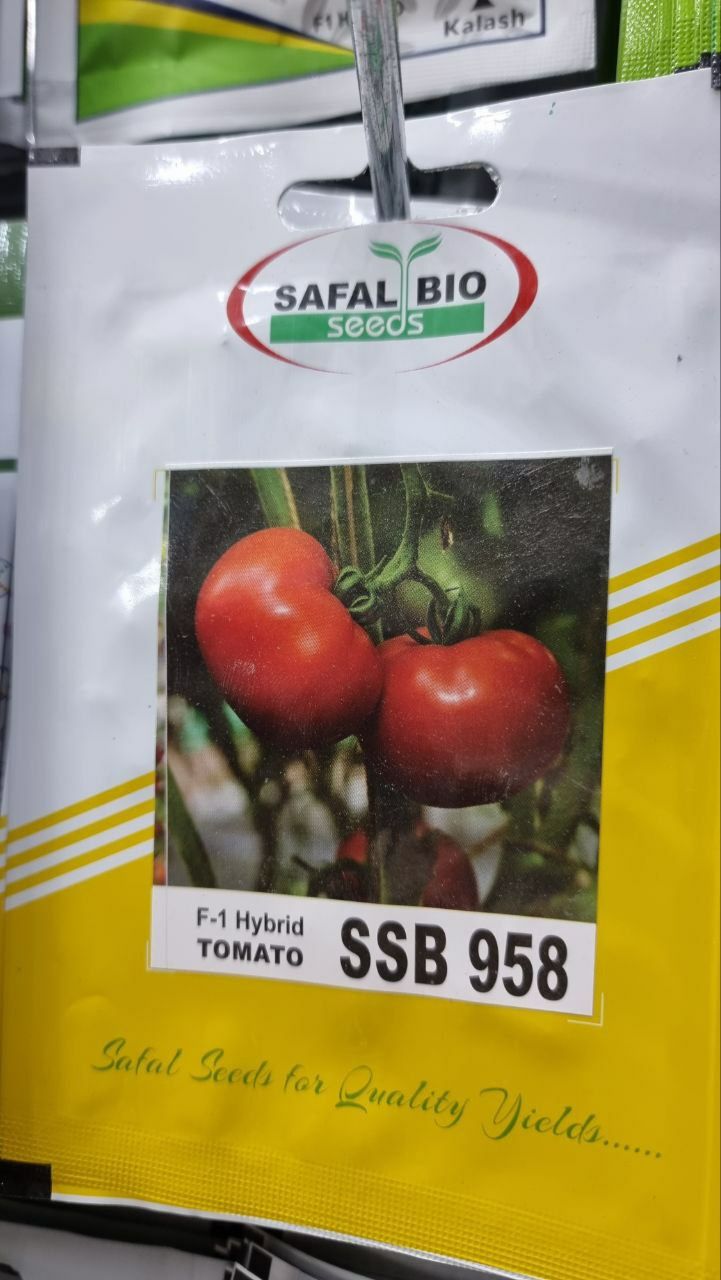 Kalash
SAFAL BIO
seeds
F-1 Hybrid
TOMATO
SSB 958
Safal Seeds for Quality Yields......